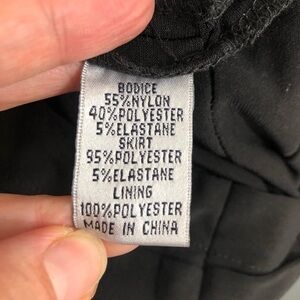 BODICE
55%NYLON
40%POLYESTER
5%ELASTANE
SKIRT
95%POLYESTER
5%ELASTANE
LINING
100%POLYESTER
MADE IN CHINA